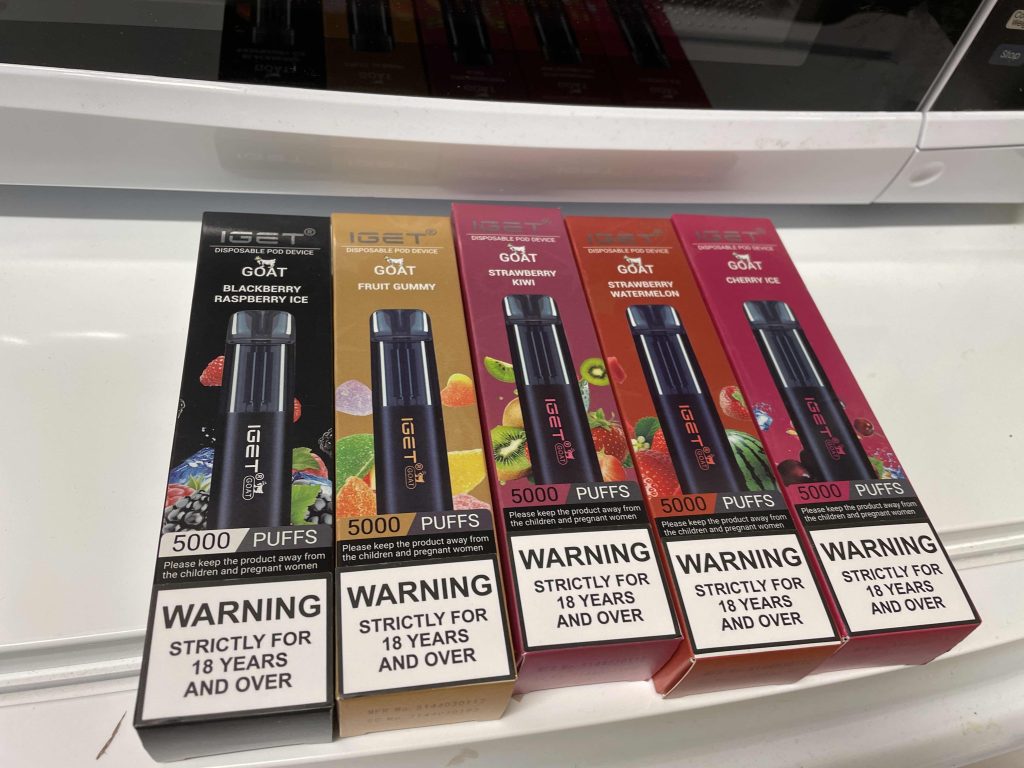 Stop
IGET®
DISPOSABLE POD DEVICE
GOAT
BLACKBERRY
RASPBERRY ICE
IGET®
GOAT
5000 PUFFS
Please keep the product away from
the children and pregnant women
WARNING
STRICTLY FOR
18 YEARS
AND OVER
IGET®
DISPOSABLE POD DEVICE
GOAT
FRUIT GUMMY
IGET®
GOAT
5000 PUFFS
Please keep the product away from
the children and pregnant women
WARNING
STRICTLY FOR
18 YEARS
AND OVER
IGET®
DISPOSABLE POD DEVICE
GOAT
STRAWBERRY
KIWI
IGET®
GOAT
5000 PUFFS
Please keep the product away from
the children and pregnant women
WARNING
STRICTLY FOR
18 YEARS
AND OVER
IGET
DISPOSABLE POD DEVICE
GOAT
STRAWBERRY
WATERMELON
IGET®
GOAT
5000 PUFFS
Please keep the product away from
the children and pregnant women
WARNING
STRICTLY FOR
18 YEARS
AND OVER
IGET
DISPOSABLE POD DEVICE
GOAT
CHERRY ICE
IGET®
GOAT
5000 PUFFS
Please keep the product away from
the children and pregnant women
WARNING
STRICTLY FOR
18 YEARS
AND OVER